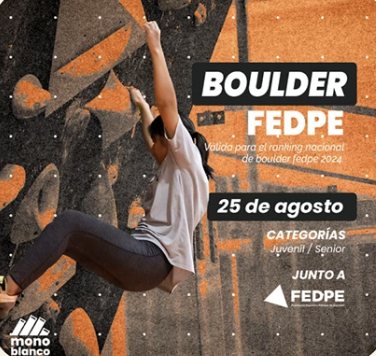 BOULDER
FEDPE
Valida para el ranking nacional
de boulder fedpe 2024.
25 de agosto
CATEGORÍAS
Juvenil / Senior
JUNTO A
FEDPE
mono
blanco